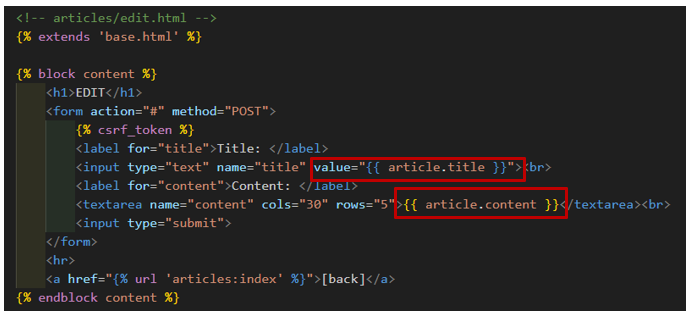 <!-- articles/edit.html -->
{% extends 'base.html' %}
{% block content %}
<h1>EDIT</h1>
<form action="#" method="POST">
{% csrf_token %}
<label for="title">Title: </label>
<input type="text" name="title" value="{{ article.title }}"><br>
<label for="content">Content: </label>
<textarea name="content" cols="30" rows="5">{{ article.content }}</textarea><br>
<input type="submit">
</form>
<hr>
<a href="{% url 'articles:index' %}">[back]</a>
{% endblock content %}